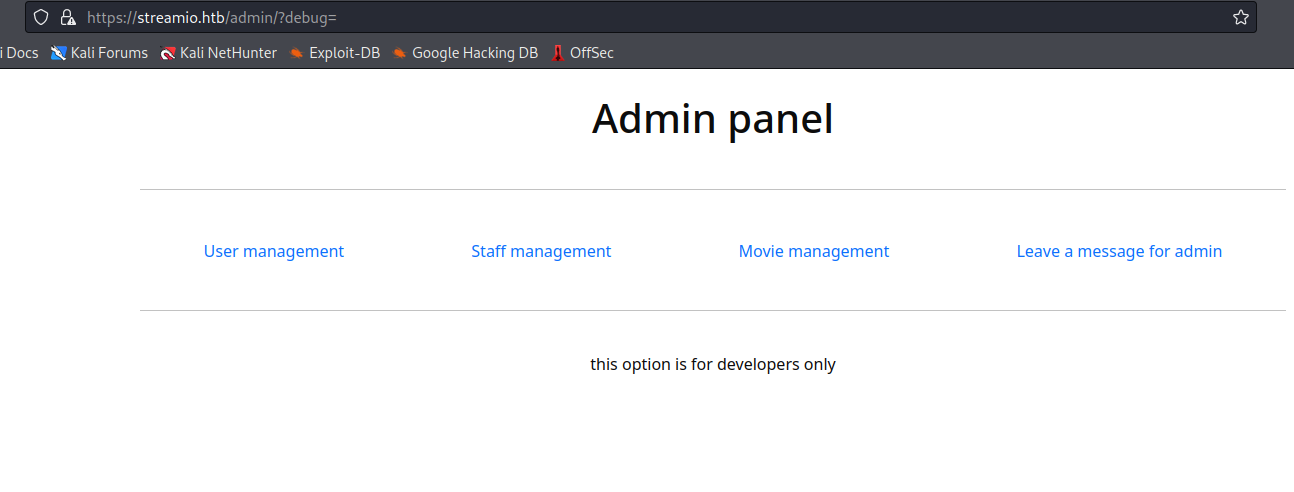 https://streamio.htb/admin/?debug=
i Docs Kali Forums Kali NetHunter Exploit-DB Google Hacking DB OffSec
Admin panel
User management Staff management Movie management Leave a message for admin
this option is for developers only